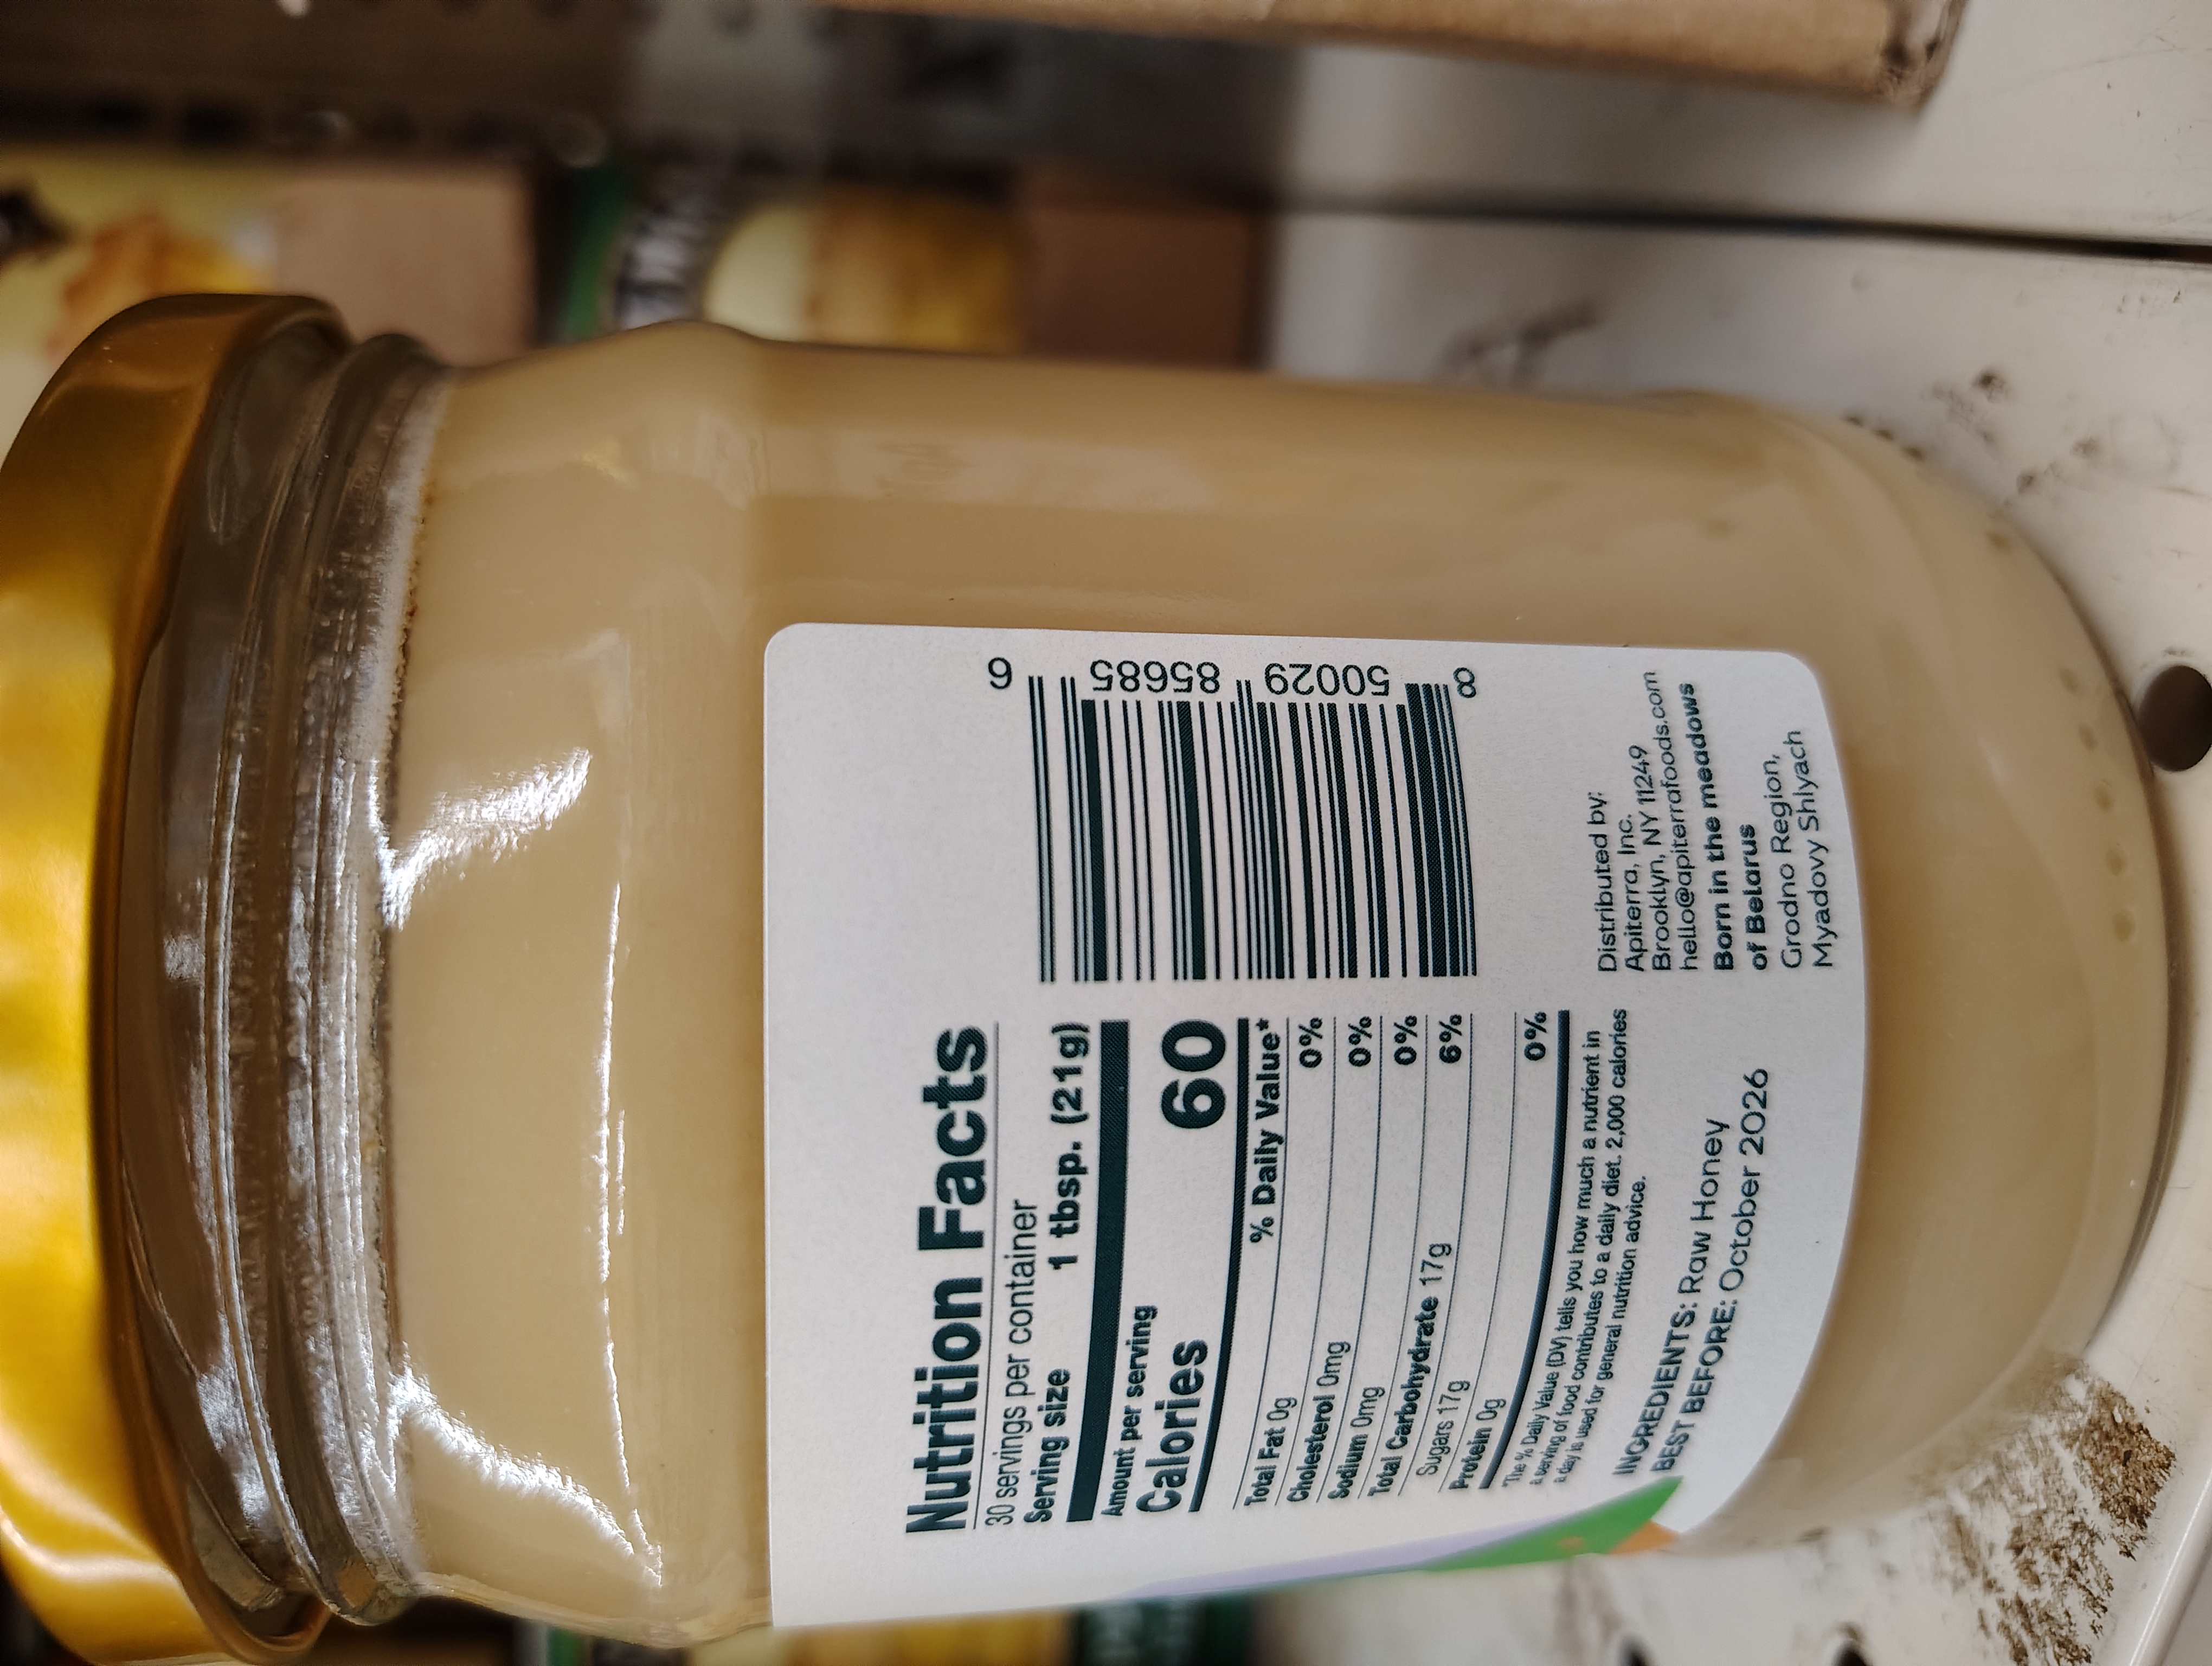 Nutrition Facts
30 servings per container
Serving size 1 tbsp. (21g)
Amount per serving
Calories 60
% Daily Value*
Total Fat 0g 0%
Cholesterol 0mg 0%
Sodium 0mg 0%
Total Carbohydrate 17g 6%
Sugars 17g
Protein 0g 0%
*The % Daily Value (DV) tells you how much a nutrient in
a serving of food contributes to a daily diet. 2,000 calories
a day is used for general nutrition advice.
INGREDIENTS: Raw Honey
BEST BEFORE: October 2026
6 85685 50029 8
Distributed by:
Apiterra, Inc.
Brooklyn, NY 11249
hello@apiterrafoods.com
Born in the meadows
of Belarus
Grodno Region,
Myadovy Shlyach